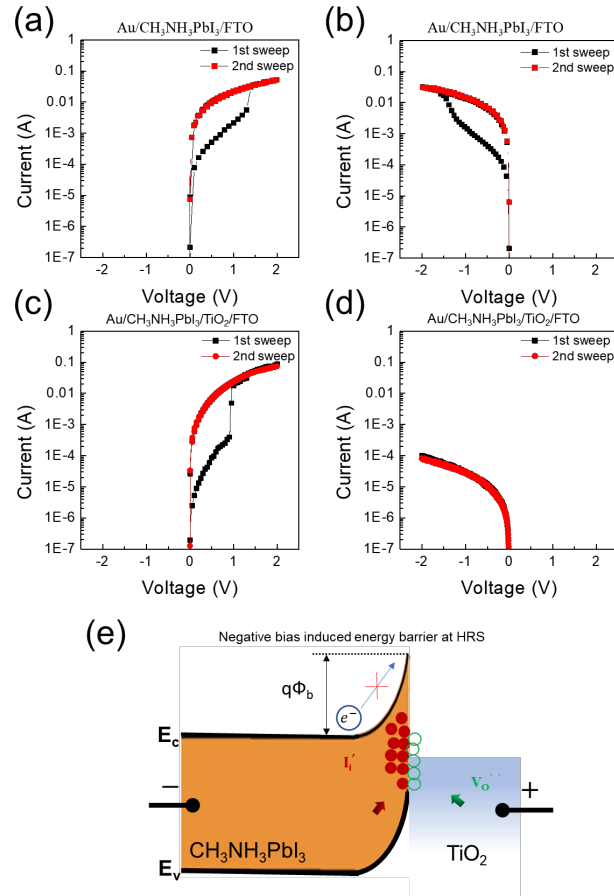 (a)
Au/CH₃NH₃PbI₃/FTO
1st sweep
2nd sweep
1
0.1
0.01
1E-3
1E-4
1E-5
1E-6
1E-7
Current (A)
-2 -1 0 1 2
Voltage (V)
(b)
Au/CH₃NH₃PbI₃/FTO
1st sweep
2nd sweep
1
0.1
0.01
1E-3
1E-4
1E-5
1E-6
1E-7
Current (A)
-2 -1 0 1 2
Voltage (V)
(c)
Au/CH₃NH₃PbI₃/TiO₂/FTO
1st sweep
2nd sweep
1
0.1
0.01
1E-3
1E-4
1E-5
1E-6
1E-7
Current (A)
-2 -1 0 1 2
Voltage (V)
(d)
Au/CH₃NH₃PbI₃/TiO₂/FTO
1st sweep
2nd sweep
1
0.1
0.01
1E-3
1E-4
1E-5
1E-6
1E-7
Current (A)
-2 -1 0 1 2
Voltage (V)
(e)
Negative bias induced energy barrier at HRS
qΦ_b
e⁻
E_c
I_i′
V_O··
−
+
CH₃NH₃PbI₃
TiO₂
E_v